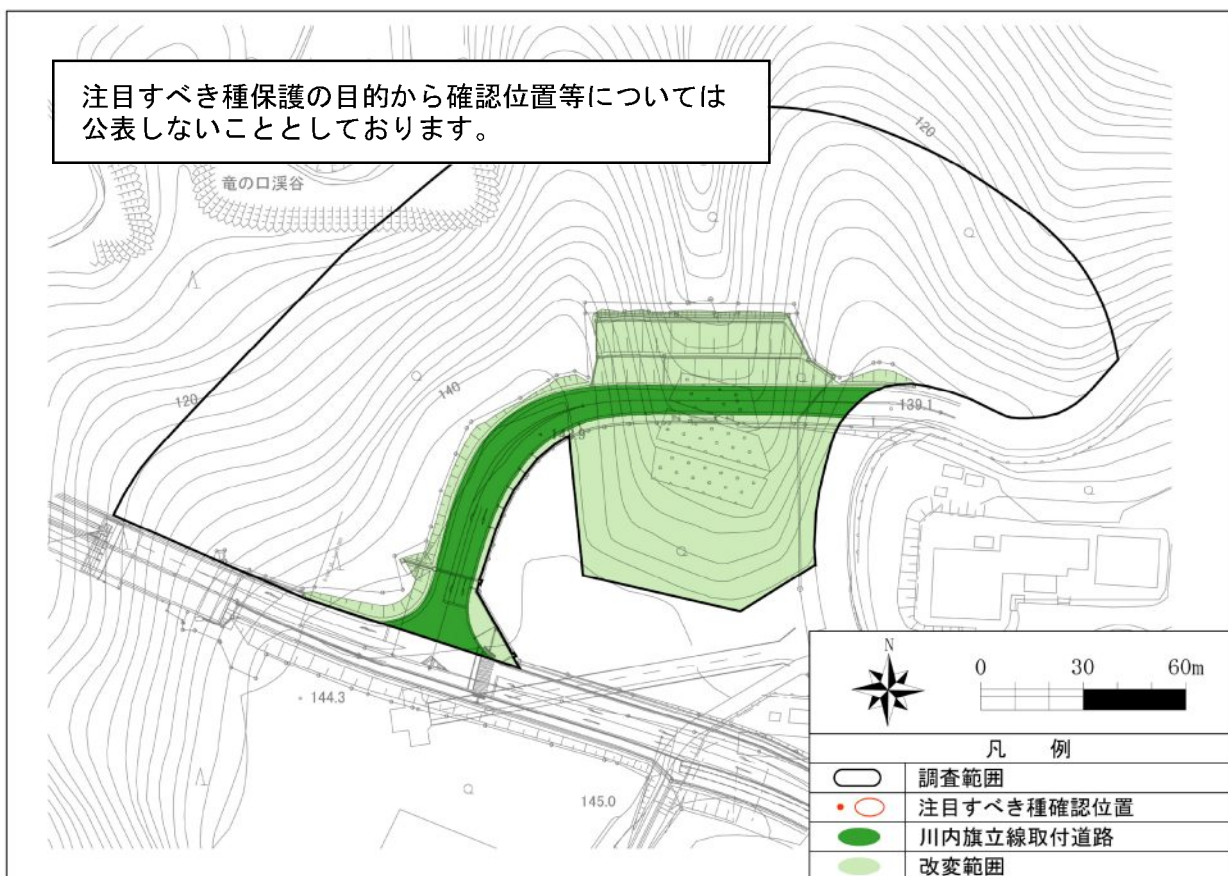 注目すべき種保護の目的から確認位置等については
公表しないこととしております。
120
竜の口渓谷
140
120
139.1
144.3
145.0
N
0 30 60m
凡 例
調査範囲
注目すべき種確認位置
川内旗立線取付道路
改変範囲